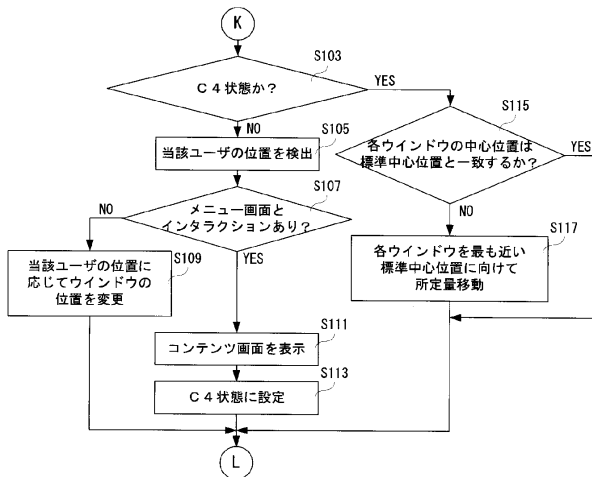 K
S103
C4状態か?
YES
NO
S105
当該ユーザの位置を検出
S107
メニュー画面と
インタラクションあり?
NO
YES
S109
当該ユーザの位置に
応じてウインドウの
位置を変更
S111
コンテンツ画面を表示
S113
C4状態に設定
S115
各ウインドウの中心位置は
標準中心位置と一致するか?
YES
NO
S117
各ウインドウを最も近い
標準中心位置に向けて
所定量移動
L